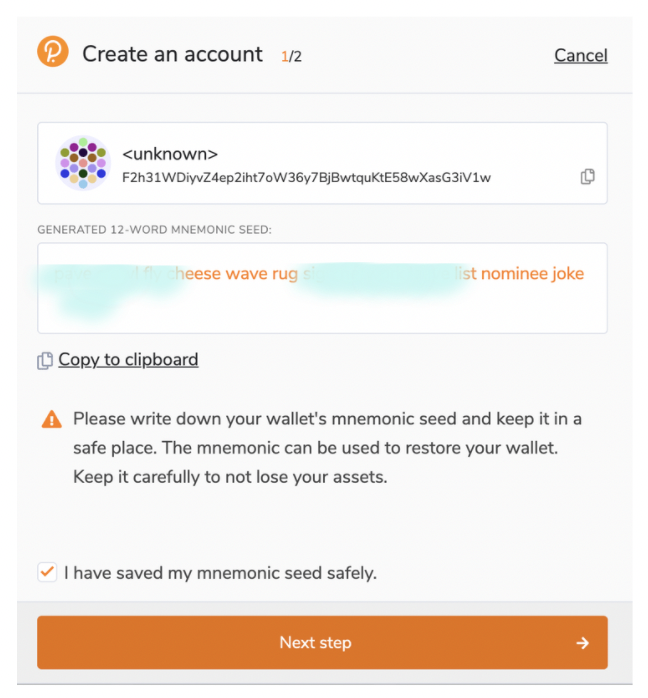 Create an account 1/2 Cancel
<unknown>
F2h31WDiyvZ4ep2iht7oW36y7BjBwtquKtE58wXasG3iV1w
GENERATED 12-WORD MNEMONIC SEED:
fly cheese wave rug list nominee joke
Copy to clipboard
Please write down your wallet's mnemonic seed and keep it in a
safe place. The mnemonic can be used to restore your wallet.
Keep it carefully to not lose your assets.
I have saved my mnemonic seed safely.
Next step